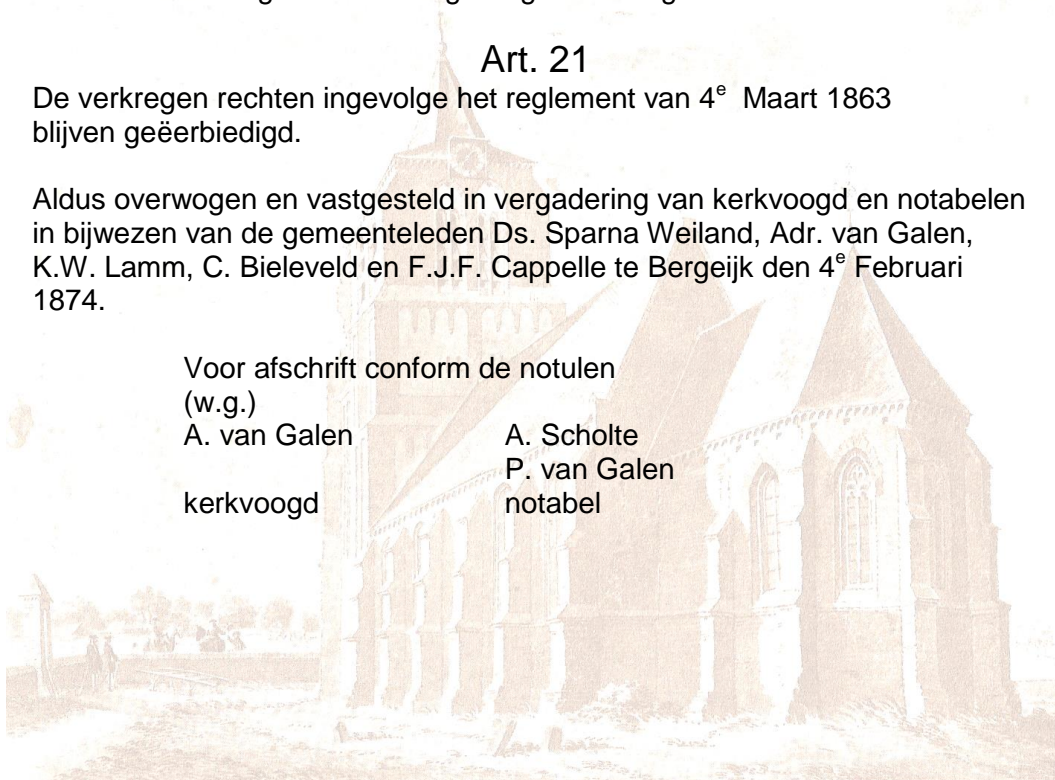 Art. 21
De verkregen rechten ingevolge het reglement van 4e Maart 1863
blijven geëerbiedigd.
Aldus overwogen en vastgesteld in vergadering van kerkvoogd en notabelen
in bijwezen van de gemeenteleden Ds. Sparna Weiland, Adr. van Galen,
K.W. Lamm, C. Bieleveld en F.J.F. Cappelle te Bergeijk den 4e Februari
1874.
Voor afschrift conform de notulen
(w.g.)
A. van Galen A. Scholte
P. van Galen
kerkvoogd notabel